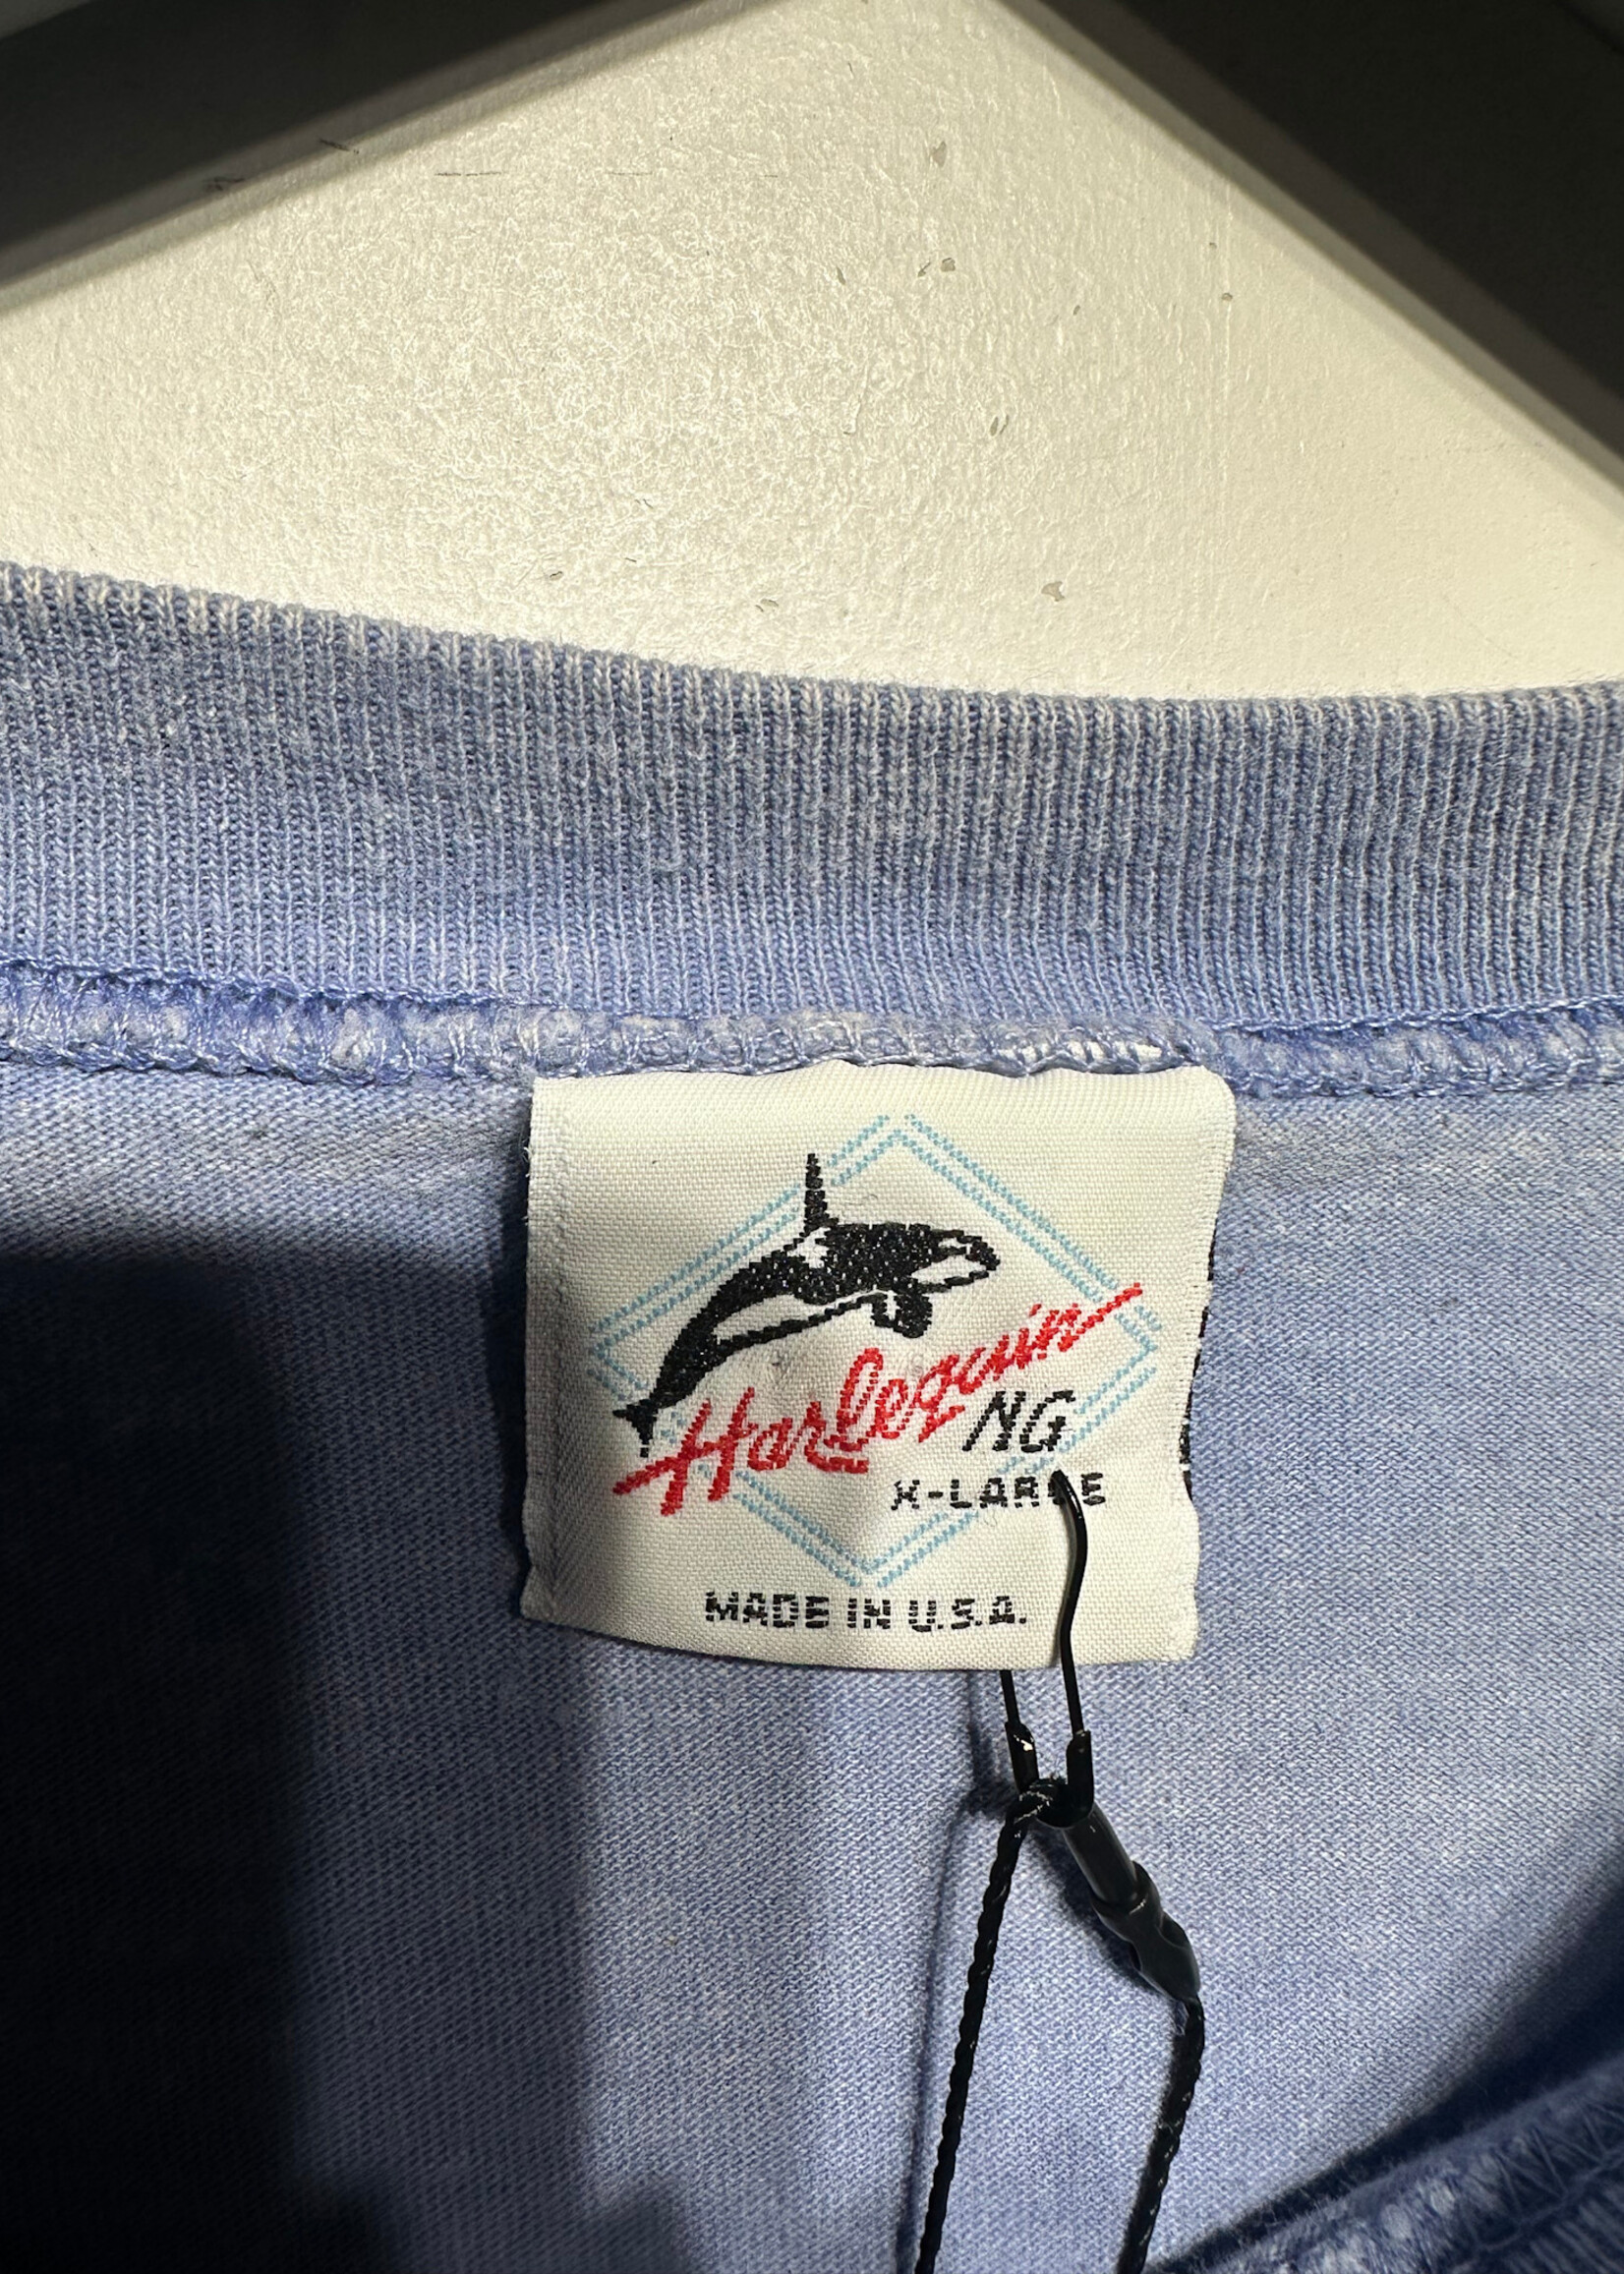 Harlequin
NG
X-LARGE
MADE IN U.S.A.